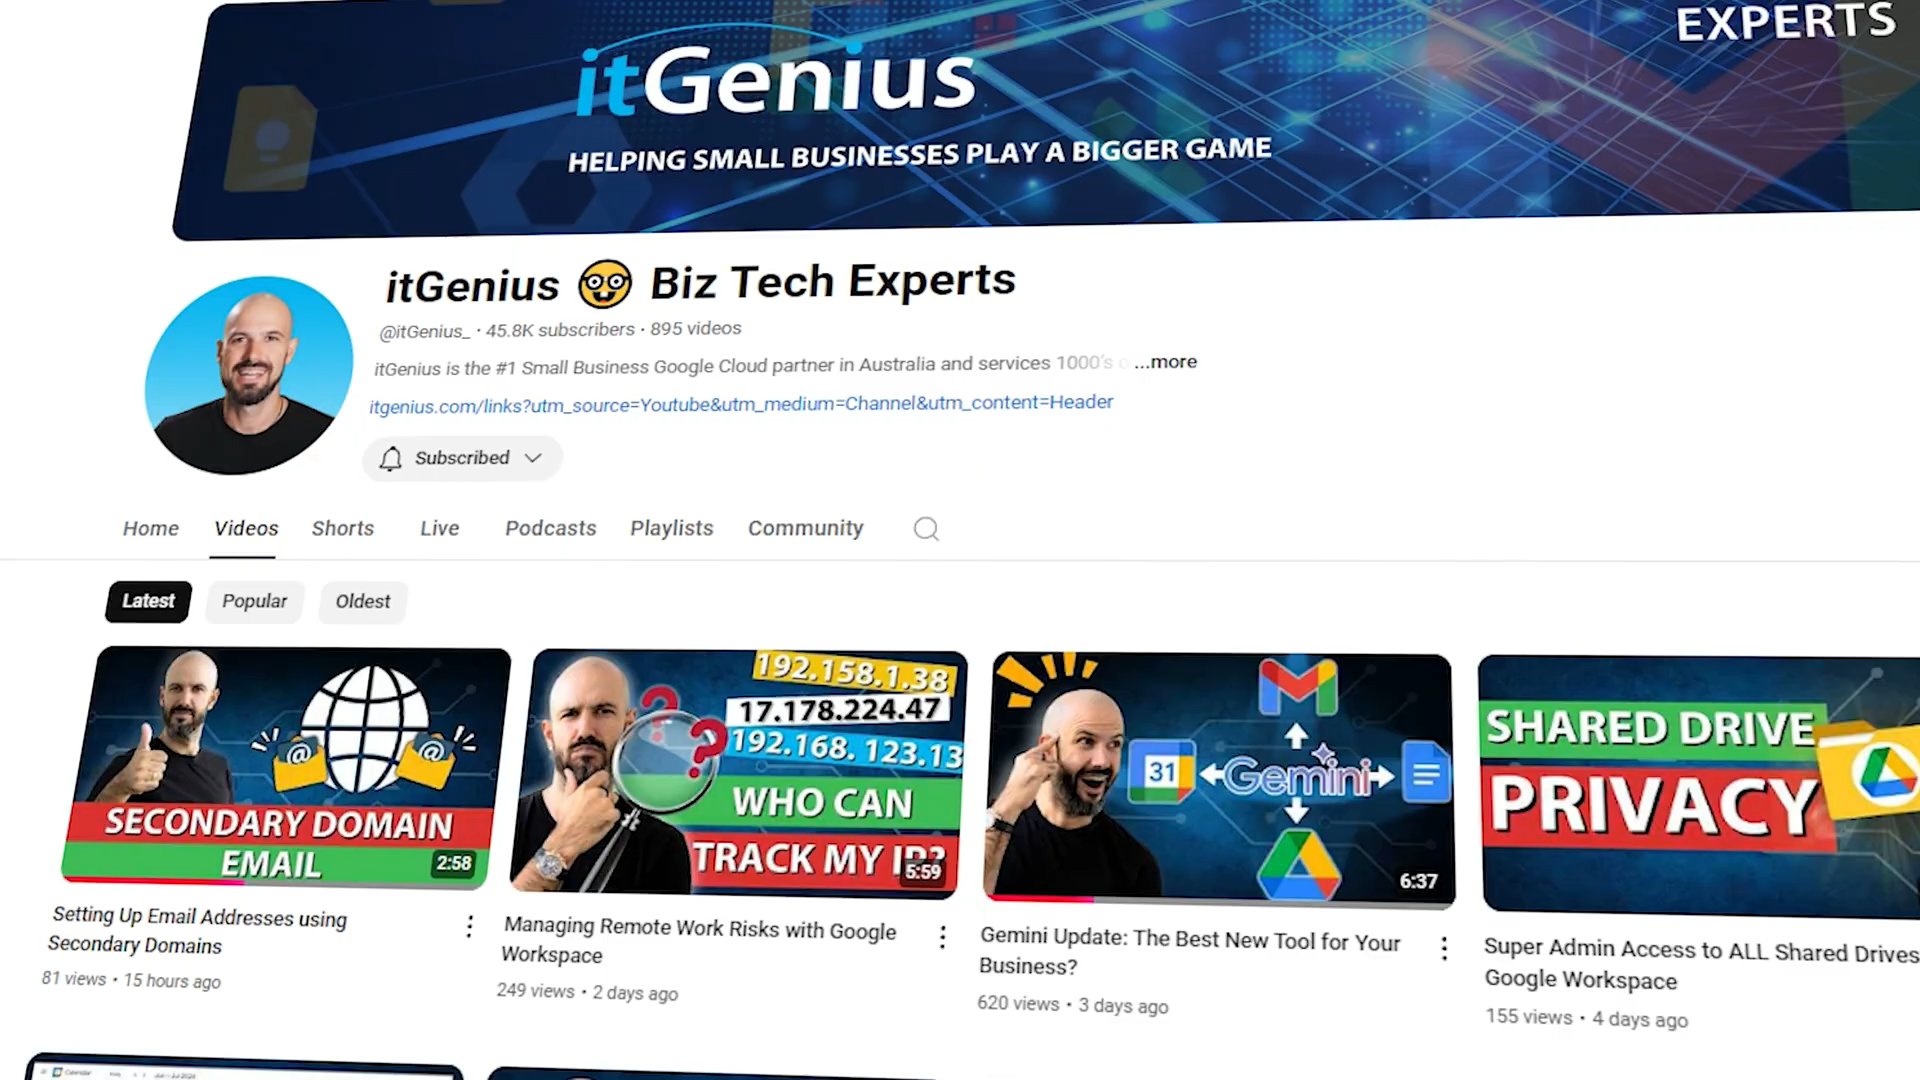 EXPERTS
itGenius
HELPING SMALL BUSINESSES PLAY A BIGGER GAME
itGenius 🤓 Biz Tech Experts
@itGenius_ · 45.8K subscribers · 895 videos
itGenius is the #1 Small Business Google Cloud partner in Australia and services 1000's o ...more
itgenius.com/links?utm_source=Youtube&utm_medium=Channel&utm_content=Header
Subscribed
Home Videos Shorts Live Podcasts Playlists Community
Latest Popular Oldest
@ @
SECONDARY DOMAIN
EMAIL
2:58
192.158.1.38
17.178.224.47
192.168. 123.13
? ?
WHO CAN
TRACK MY IP?
5:59
31
Gemini
6:37
SHARED DRIVE
PRIVACY
Setting Up Email Addresses using
Secondary Domains
81 views • 15 hours ago
Managing Remote Work Risks with Google
Workspace
249 views • 2 days ago
Gemini Update: The Best New Tool for Your
Business?
620 views • 3 days ago
Super Admin Access to ALL Shared Drives
Google Workspace
155 views • 4 days ago
Calendar